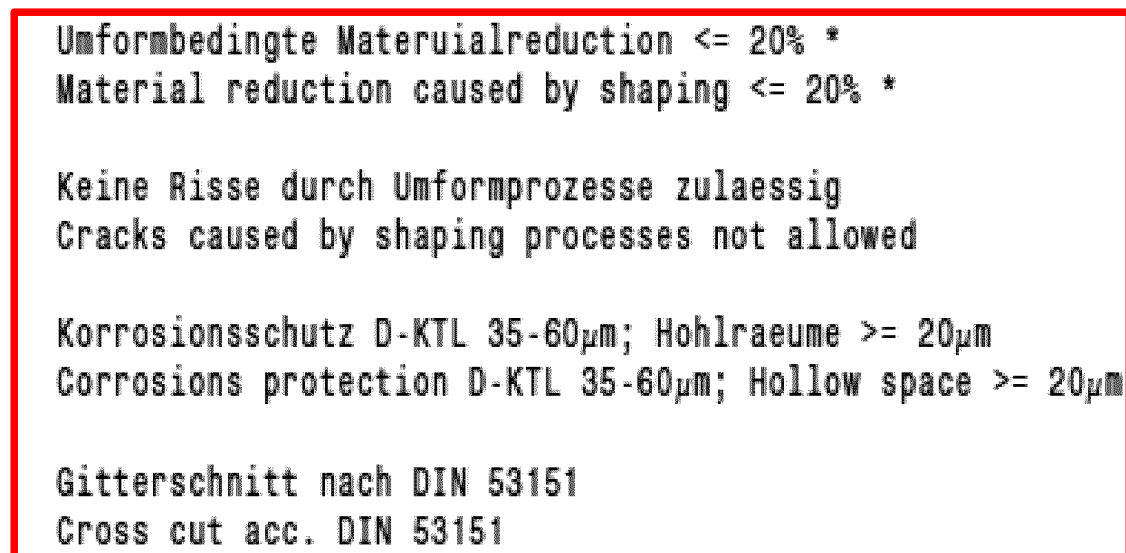 Umformbedingte Materuialreduction <= 20% *
Material reduction caused by shaping <= 20% *
Keine Risse durch Umformprozesse zulaessig
Cracks caused by shaping processes not allowed
Korrosionsschutz D-KTL 35-60µm; Hohlraeume >= 20µm
Corrosions protection D-KTL 35-60µm; Hollow space >= 20µm
Gitterschnitt nach DIN 53151
Cross cut acc. DIN 53151